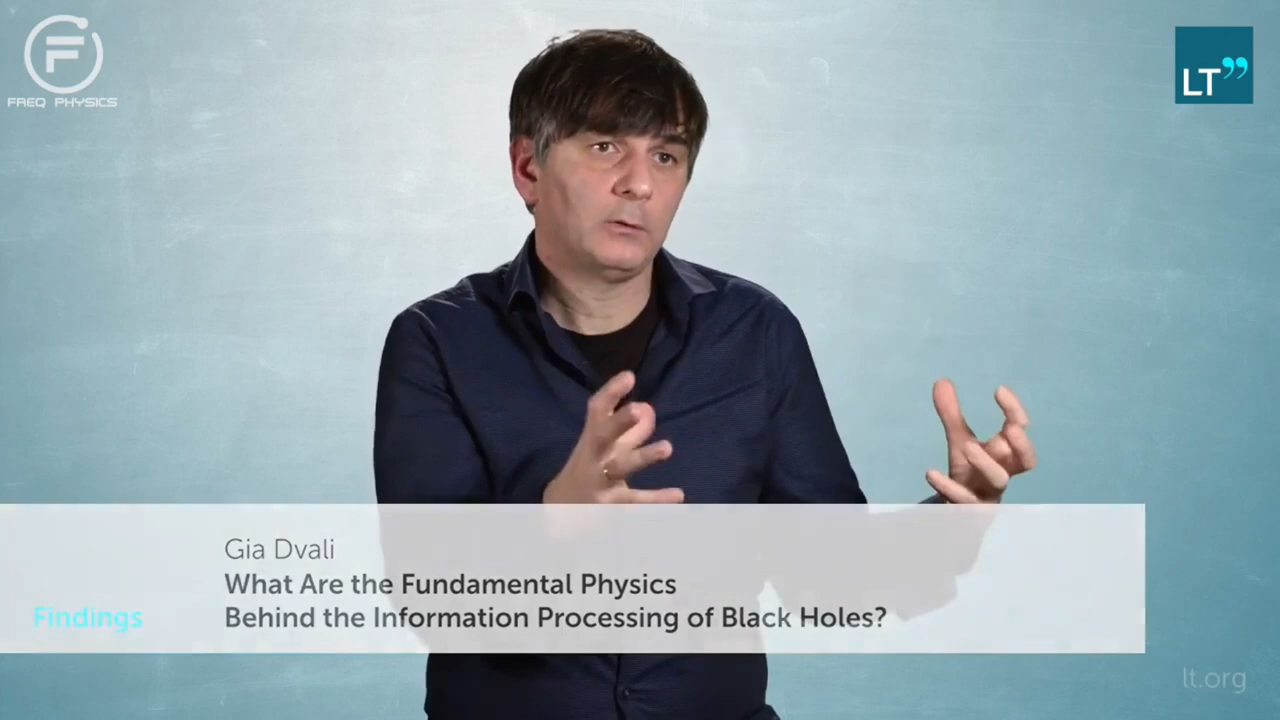 F
FREQ PHYSICS
LT”
Gia Dvali
What Are the Fundamental Physics
Findings
Behind the Information Processing of Black Holes?
lt.org